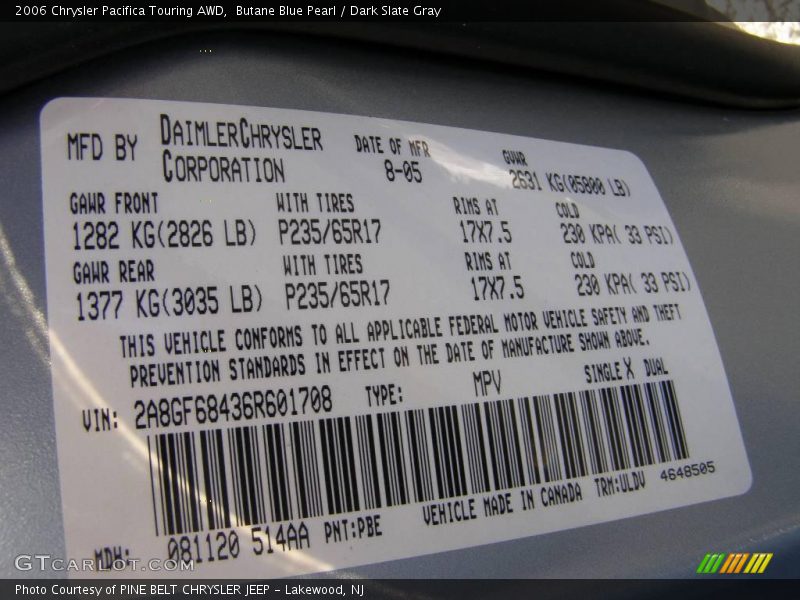 2006 Chrysler Pacifica Touring AWD, Butane Blue Pearl / Dark Slate Gray
MFD BY DAIMLERCHRYSLER CORPORATION DATE OF MFR 8-05 GVWR 2631 KG(05800 LB)
GAWR FRONT WITH TIRES RIMS AT COLD
1282 KG(2826 LB) P235/65R17 17X7.5 230 KPA( 33 PSI)
GAWR REAR WITH TIRES RIMS AT COLD
1377 KG(3035 LB) P235/65R17 17X7.5 230 KPA( 33 PSI)
THIS VEHICLE CONFORMS TO ALL APPLICABLE FEDERAL MOTOR VEHICLE SAFETY AND THEFT
PREVENTION STANDARDS IN EFFECT ON THE DATE OF MANUFACTURE SHOWN ABOVE.
VIN: 2A8GF68436R601708 TYPE: MPV SINGLE X DUAL
MDH: 081120 514AA PNT:PBE VEHICLE MADE IN CANADA TRM:ULDV 4648505
GTCarLot.com
Photo Courtesy of PINE BELT CHRYSLER JEEP - Lakewood, NJ